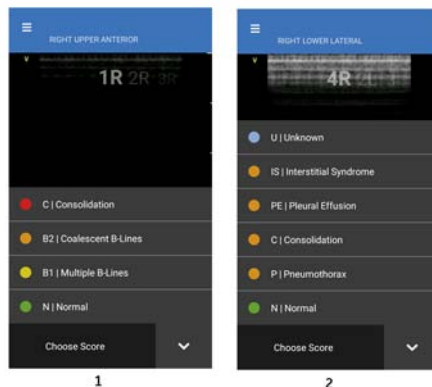 RIGHT UPPER ANTERIOR
V
1R 2R 3R
C | Consolidation
B2 | Coalescent B-Lines
B1 | Multiple B-Lines
N | Normal
Choose Score
1
RIGHT LOWER LATERAL
V
4R
U | Unknown
IS | Interstitial Syndrome
PE | Pleural Effusion
C | Consolidation
P | Pneumothorax
N | Normal
Choose Score
2